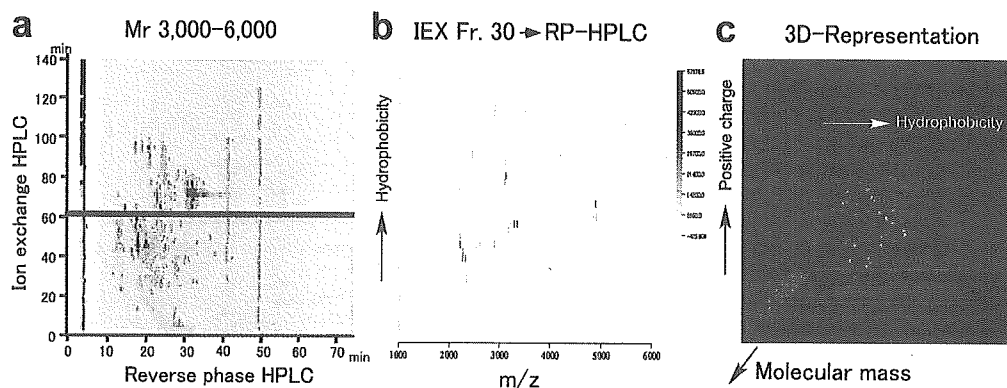 a
Mr 3,000–6,000
min
140
120
100
80
60
40
20
0
Ion exchange HPLC
0 10 20 30 40 50 60 70 min
Reverse phase HPLC
b
IEX Fr. 30 → RP-HPLC
Hydrophobicity
1000 2000 3000 4000 5000 6000
m/z
c
3D-Representation
Hydrophobicity
Positive charge
Molecular mass